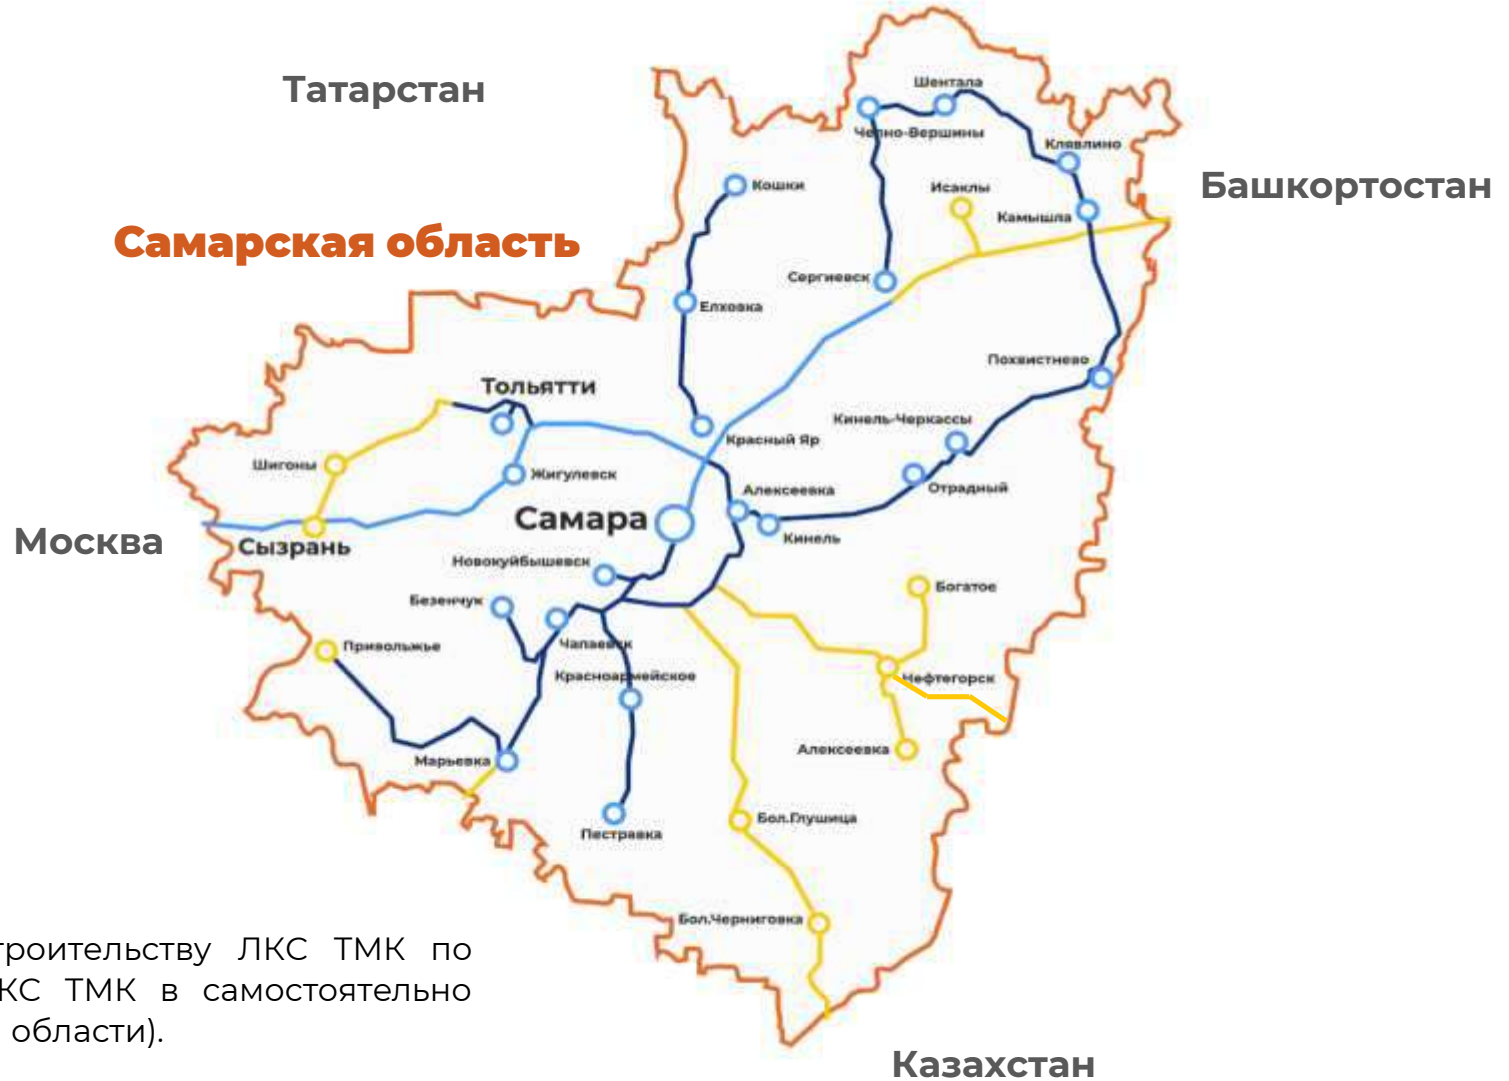 Татарстан
Шентала
Челно-Вершины
Клявлино
Башкортостан
Кошки
Исаклы
Камышла
Самарская область
Сергиевск
Елховка
Похвистнево
Тольятти
Кинель-Черкассы
Красный Яр
Шигоны
Жигулевск
Отрадный
Алексеевка
Самара
Кинель
Москва
Сызрань
Новокуйбышевск
Безенчук
Богатое
Чапаевск
Привольжье
Красноармейское
Нефтегорск
Алексеевка
Марьевка
Бол.Глушица
Пестравка
Бол.Черниговка
троительству ЛКС ТМК по
КС ТМК в самостоятельно
области).
Казахстан